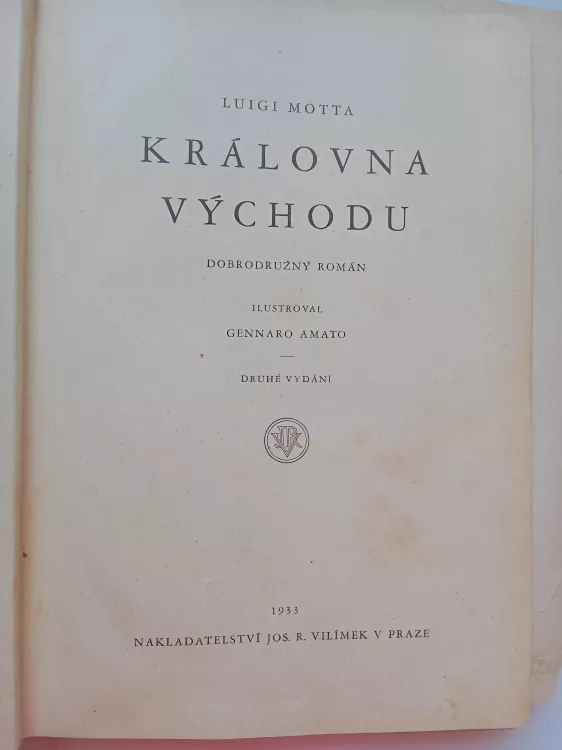 LUIGI MOTTA
KRÁLOVNA
VÝCHODU
DOBRODRUŽNÝ ROMÁN
ILUSTROVAL
GENNARO AMATO
DRUHÉ VYDÁNÍ
1933
NAKLADATELSTVÍ JOS. R. VILÍMEK V PRAZE